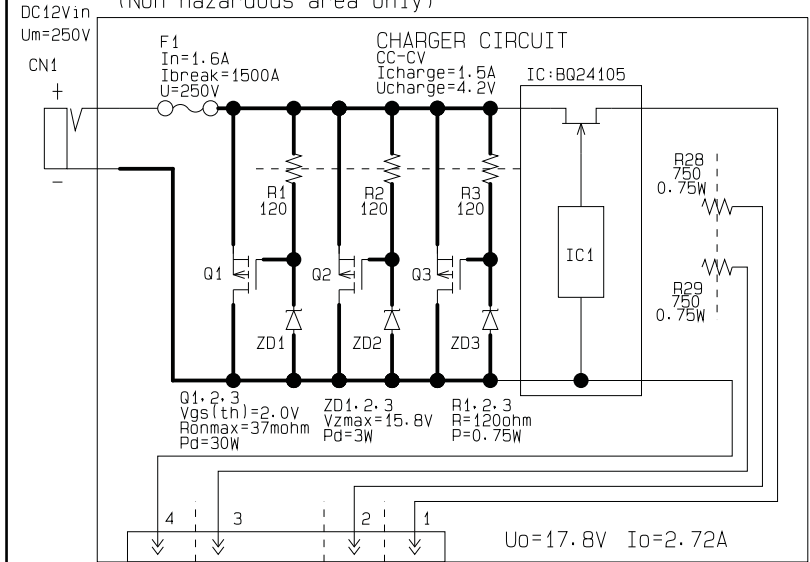 (Non hazardous area only)
DC12Vin
Um=250V
CN1
+
-
F1
In=1.6A
Ibreak=1500A
U=250V
CHARGER CIRCUIT
CC-CV
Icharge=1.5A
Ucharge=4.2V
IC:BQ24105
R1
120
R2
120
R3
120
R28
750
0.75W
Q1
Q2
Q3
IC1
R29
750
0.75W
ZD1
ZD2
ZD3
Q1,2,3
Vgs(th)=2.0V
Ronmax=37mohm
Pd=30W
ZD1,2,3
Vzmax=15.8V
Pd=3W
R1,2,3
R=120ohm
P=0.75W
4
3
2
1
Uo=17.8V Io=2.72A